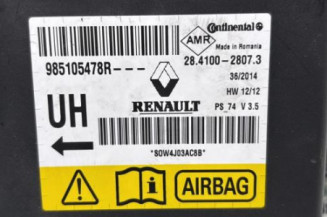 AMR Continental
Made in Romania
985105478R---- 28.4100-2807.3
36/2014
HW 12/12
UH RENAULT PS_74 V 3.5
*SOW4J03AC6B*
AIRBAG